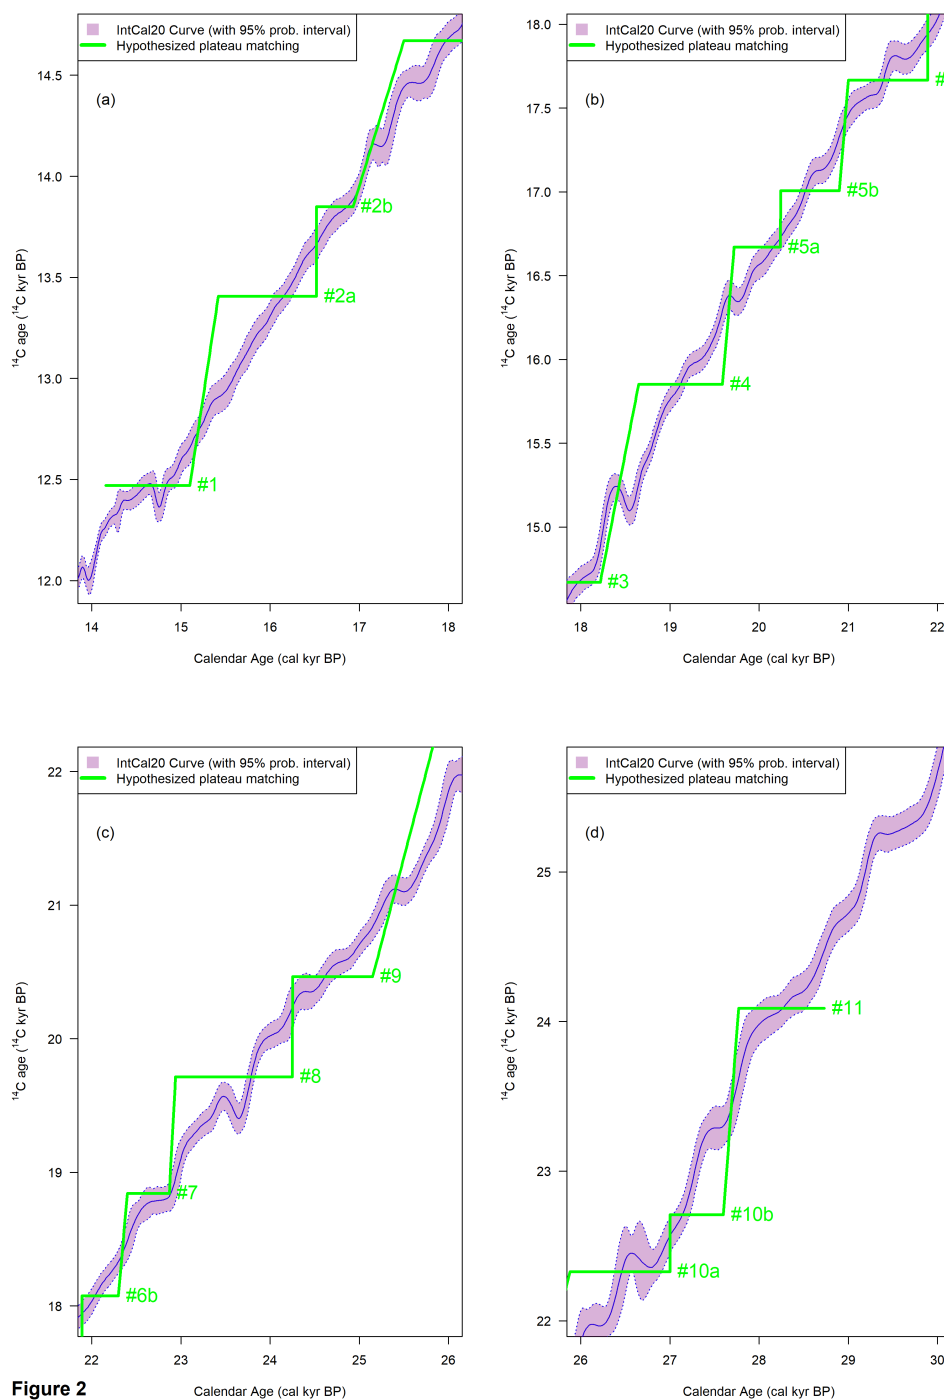 IntCal20 Curve (with 95% prob. interval)
Hypothesized plateau matching
(a)
14.5
14.0
13.5
13.0
12.5
12.0
14C age (14C kyr BP)
#2b
#2a
#1
14 15 16 17 18
Calendar Age (cal kyr BP)
IntCal20 Curve (with 95% prob. interval)
Hypothesized plateau matching
(b)
18.0
17.5
17.0
16.5
16.0
15.5
15.0
14C age (14C kyr BP)
#
#5b
#5a
#4
#3
18 19 20 21 22
Calendar Age (cal kyr BP)
IntCal20 Curve (with 95% prob. interval)
Hypothesized plateau matching
(c)
22
21
20
19
18
14C age (14C kyr BP)
#9
#8
#7
#6b
22 23 24 25 26
Calendar Age (cal kyr BP)
IntCal20 Curve (with 95% prob. interval)
Hypothesized plateau matching
(d)
25
24
23
22
14C age (14C kyr BP)
#11
#10b
#10a
26 27 28 29 30
Calendar Age (cal kyr BP)
Figure 2